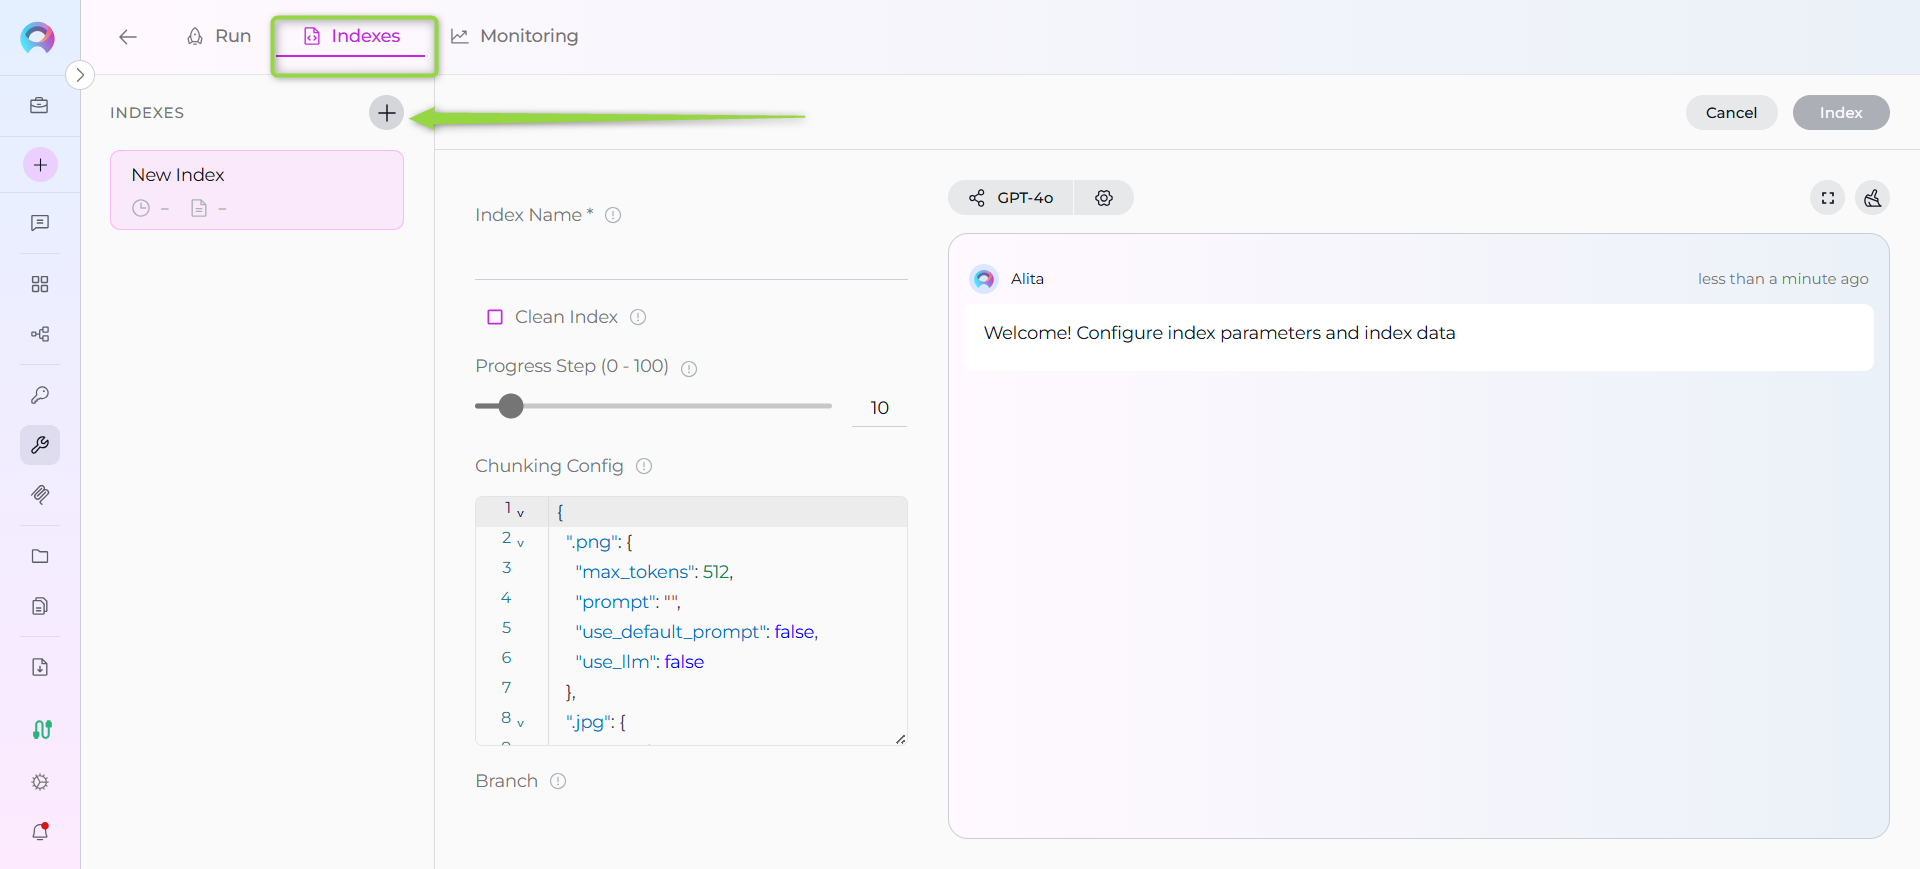 Run
Indexes
Monitoring
INDEXES
Cancel
Index
New Index
–
–
Index Name *
Clean Index
Progress Step (0 - 100)
10
Chunking Config
1 {
2 ".png": {
3 "max_tokens": 512,
4 "prompt": "",
5 "use_default_prompt": false,
6 "use_llm": false
7 },
8 ".jpg": {
Branch
GPT-4o
Alita
less than a minute ago
Welcome! Configure index parameters and index data